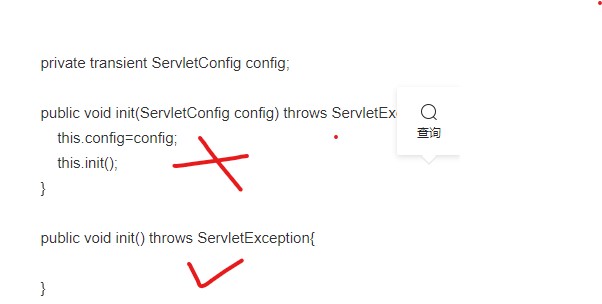 private transient ServletConfig config;
public void init(ServletConfig config) throws ServletExc
查询
this.config=config;
this.init();
}
public void init() throws ServletException{
}